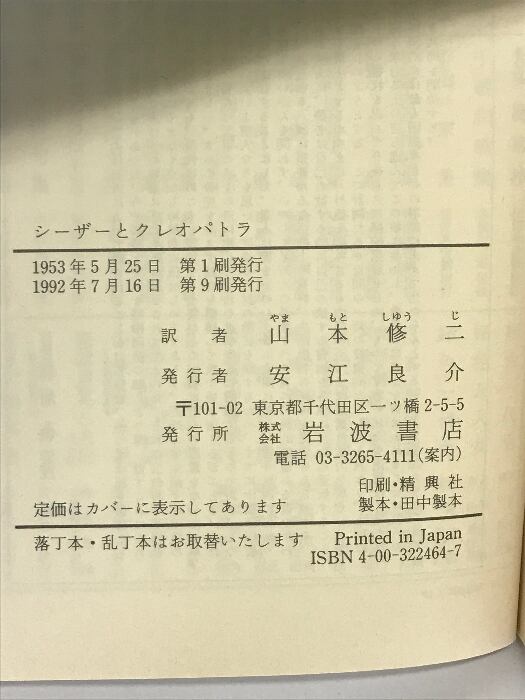 シーザーとクレオパトラ
1953年5月25日 第1刷発行
1992年7月16日 第9刷発行
やま もと しゆう じ
訳者 山本修二
発行者 安江良介
〒101-02 東京都千代田区一ツ橋2-5-5
発行所 株式会社 岩波書店
電話 03-3265-4111(案内)
印刷・精興社
定価はカバーに表示してあります 製本・田中製本
落丁本・乱丁本はお取替いたします Printed in Japan
ISBN 4-00-322464-7